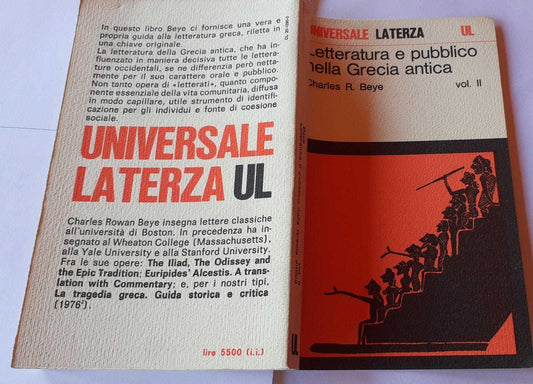 In questo libro Beye ci fornisce una vera e
propria guida alla letteratura greca, riletta in
una chiave originale.
La letteratura della Grecia antica, che ha in-
fluenzato in maniera decisiva tutte le lettera-
ture occidentali, se ne differenzia però netta-
mente per il suo carattere orale e pubblico.
Non tanto opera di «letterati», quanto compo-
nente essenziale della vita comunitaria, diffusa
in modo capillare, utile strumento di identifi-
cazione per gli individui e fonte di coesione
sociale.
UNIVERSALE
LATERZA UL
Charles Rowan Beye insegna lettere classiche
all'università di Boston. In precedenza ha in-
segnato al Wheaton College (Massachusetts),
alla Yale University e alla Stanford University.
Fra le sue opere: The Iliad, The Odissey and
the Epic Tradition; Euripides' Alcestis. A tran-
slation with Commentary; e, per i nostri tipi,
La tragedia greca. Guida storica e critica
(1976²).
lire 5500 (i.i.)
UL
UNIVERSALE LATERZA UL
Letteratura e pubblico
nella Grecia antica
Charles R. Beye vol. II